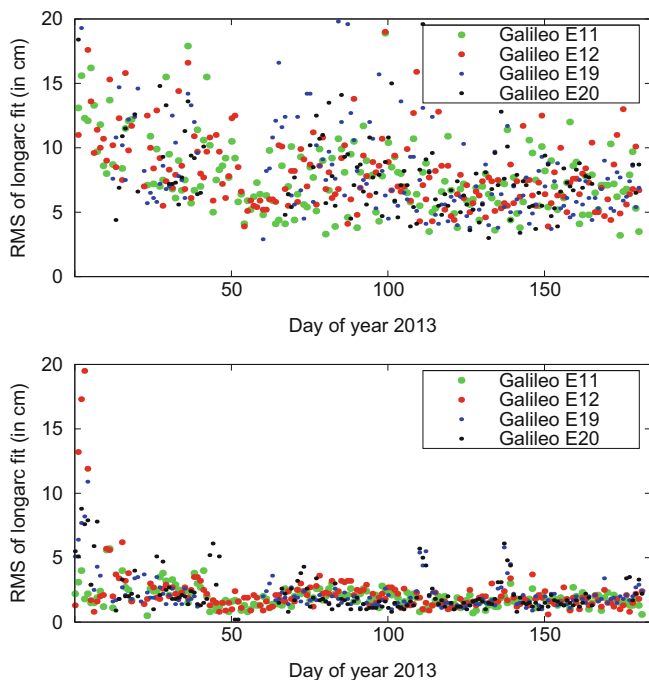 20
15
10
5
0
RMS of longarc fit (in cm)
Galileo E11
Galileo E12
Galileo E19
Galileo E20
50
100
150
Day of year 2013
20
15
10
5
0
RMS of longarc fit (in cm)
Galileo E11
Galileo E12
Galileo E19
Galileo E20
50
100
150
Day of year 2013